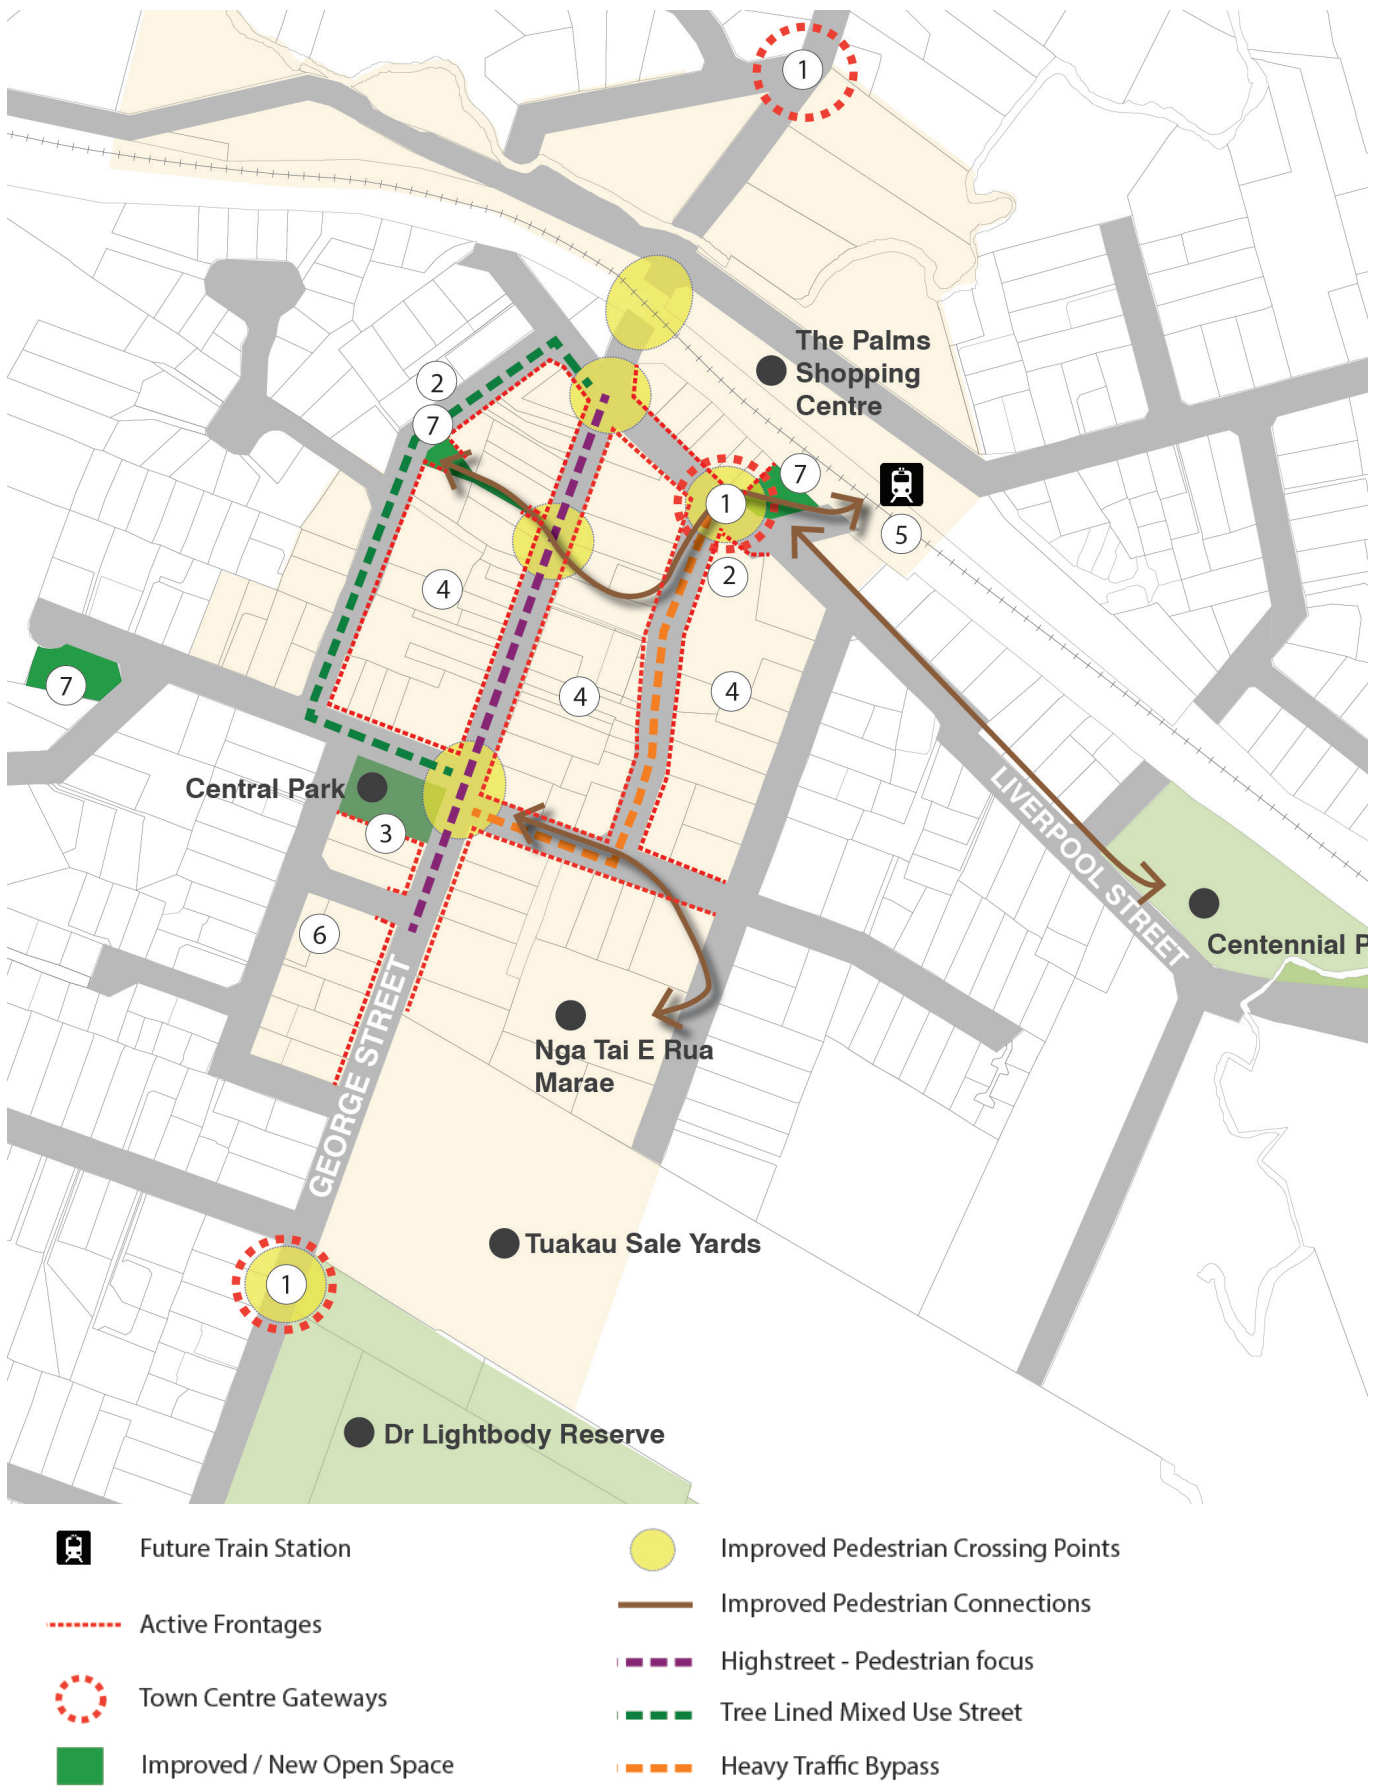 1
The Palms
Shopping
Centre
2
7
7
1
5
2
4
4
4
7
Central Park
3
LIVERPOOL STREET
Centennial P
6
GEORGE STREET
Nga Tai E Rua
Marae
Tuakau Sale Yards
1
Dr Lightbody Reserve
Future Train Station
Active Frontages
Town Centre Gateways
Improved / New Open Space
Improved Pedestrian Crossing Points
Improved Pedestrian Connections
Highstreet - Pedestrian focus
Tree Lined Mixed Use Street
Heavy Traffic Bypass